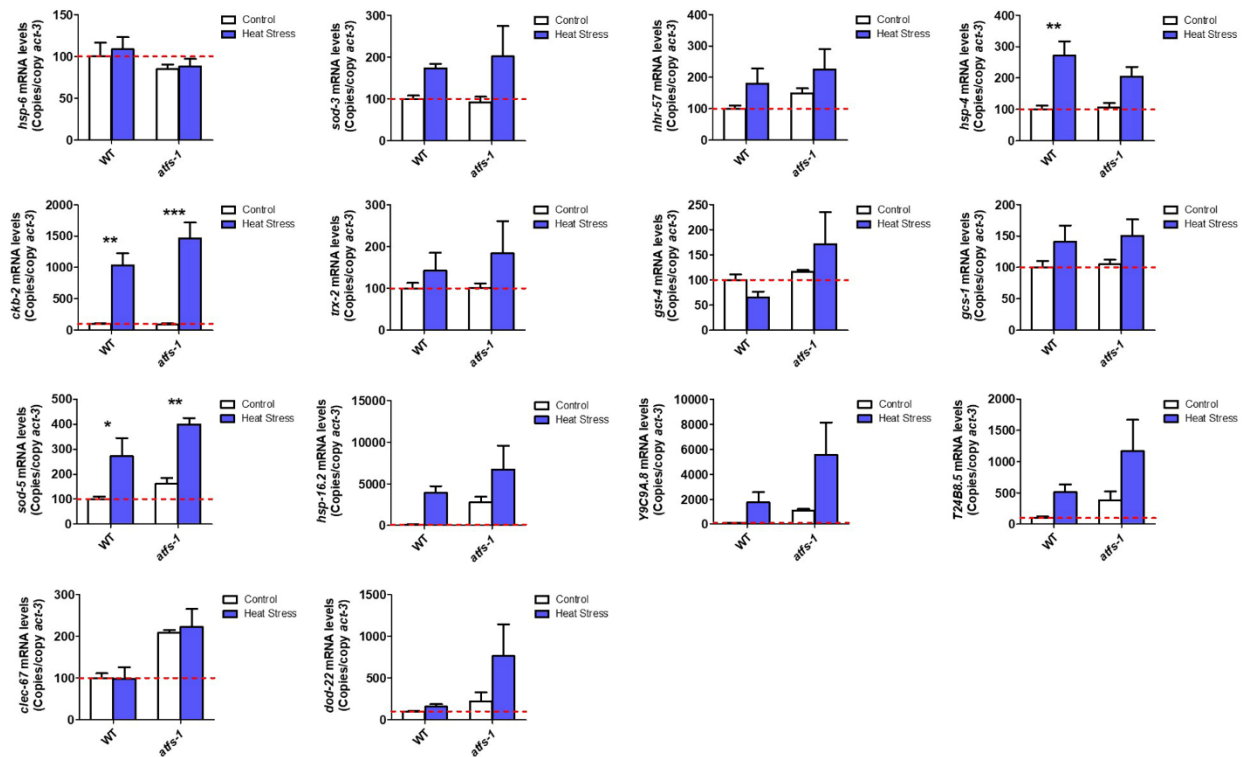 hsp-6 mRNA levels
(Copies/copy act-3)
150
100
50
0
WT
atfs-1
Control
Heat Stress
sod-3 mRNA levels
(Copies/copy act-3)
300
200
100
0
WT
atfs-1
Control
Heat Stress
nhr-57 mRNA levels
(Copies/copy act-3)
400
300
200
100
0
WT
atfs-1
Control
Heat Stress
hsp-4 mRNA levels
(Copies/copy act-3)
400
300
200
100
0
**
WT
atfs-1
Control
Heat Stress
ckb-2 mRNA levels
(Copies/copy act-3)
2000
1500
1000
500
0
**
***
WT
atfs-1
Control
Heat Stress
trx-2 mRNA levels
(Copies/copy act-3)
300
200
100
0
WT
atfs-1
Control
Heat Stress
gst-4 mRNA levels
(Copies/copy act-3)
250
200
150
100
50
0
WT
atfs-1
Control
Heat Stress
gcs-1 mRNA levels
(Copies/copy act-3)
200
150
100
50
0
WT
atfs-1
Control
Heat Stress
sod-5 mRNA levels
(Copies/copy act-3)
500
400
300
200
100
0
*
**
WT
atfs-1
Control
Heat Stress
hsp-16.2 mRNA levels
(Copies/copy act-3)
15000
10000
5000
0
WT
atfs-1
Control
Heat Stress
Y9C9A.8 mRNA levels
(Copies/copy act-3)
10000
8000
6000
4000
2000
0
WT
atfs-1
Control
Heat Stress
T24B8.5 mRNA levels
(Copies/copy act-3)
2000
1500
1000
500
0
WT
atfs-1
Control
Heat Stress
clec-67 mRNA levels
(Copies/copy act-3)
300
200
100
0
WT
atfs-1
Control
Heat Stress
dod-22 mRNA levels
(Copies/copy act-3)
1500
1000
500
0
WT
atfs-1
Control
Heat Stress